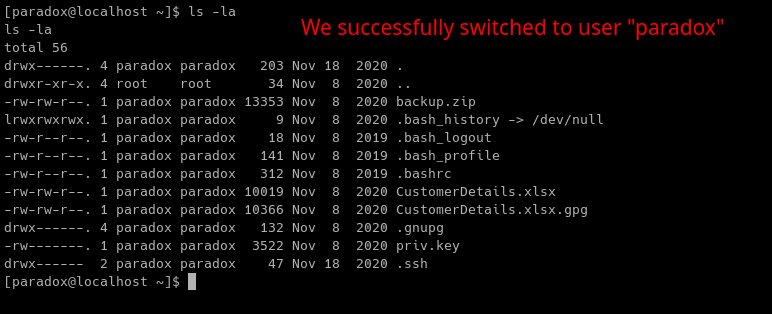 [paradox@localhost ~]$ ls -la
ls -la
We successfully switched to user "paradox"
total 56
drwx------. 4 paradox paradox   203 Nov 18  2020 .
drwxr-xr-x. 4 root    root       34 Nov  8  2020 ..
-rw-rw-r--. 1 paradox paradox 13353 Nov  8  2020 backup.zip
lrwxrwxrwx. 1 paradox paradox     9 Nov  8  2020 .bash_history -> /dev/null
-rw-r--r--. 1 paradox paradox    18 Nov  8  2019 .bash_logout
-rw-r--r--. 1 paradox paradox   141 Nov  8  2019 .bash_profile
-rw-r--r--. 1 paradox paradox   312 Nov  8  2019 .bashrc
-rw-rw-r--. 1 paradox paradox 10019 Nov  8  2020 CustomerDetails.xlsx
-rw-rw-r--. 1 paradox paradox 10366 Nov  8  2020 CustomerDetails.xlsx.gpg
drwx------. 4 paradox paradox   132 Nov  8  2020 .gnupg
-rw-------. 1 paradox paradox  3522 Nov  8  2020 priv.key
drwx------  2 paradox paradox    47 Nov 18  2020 .ssh
[paradox@localhost ~]$